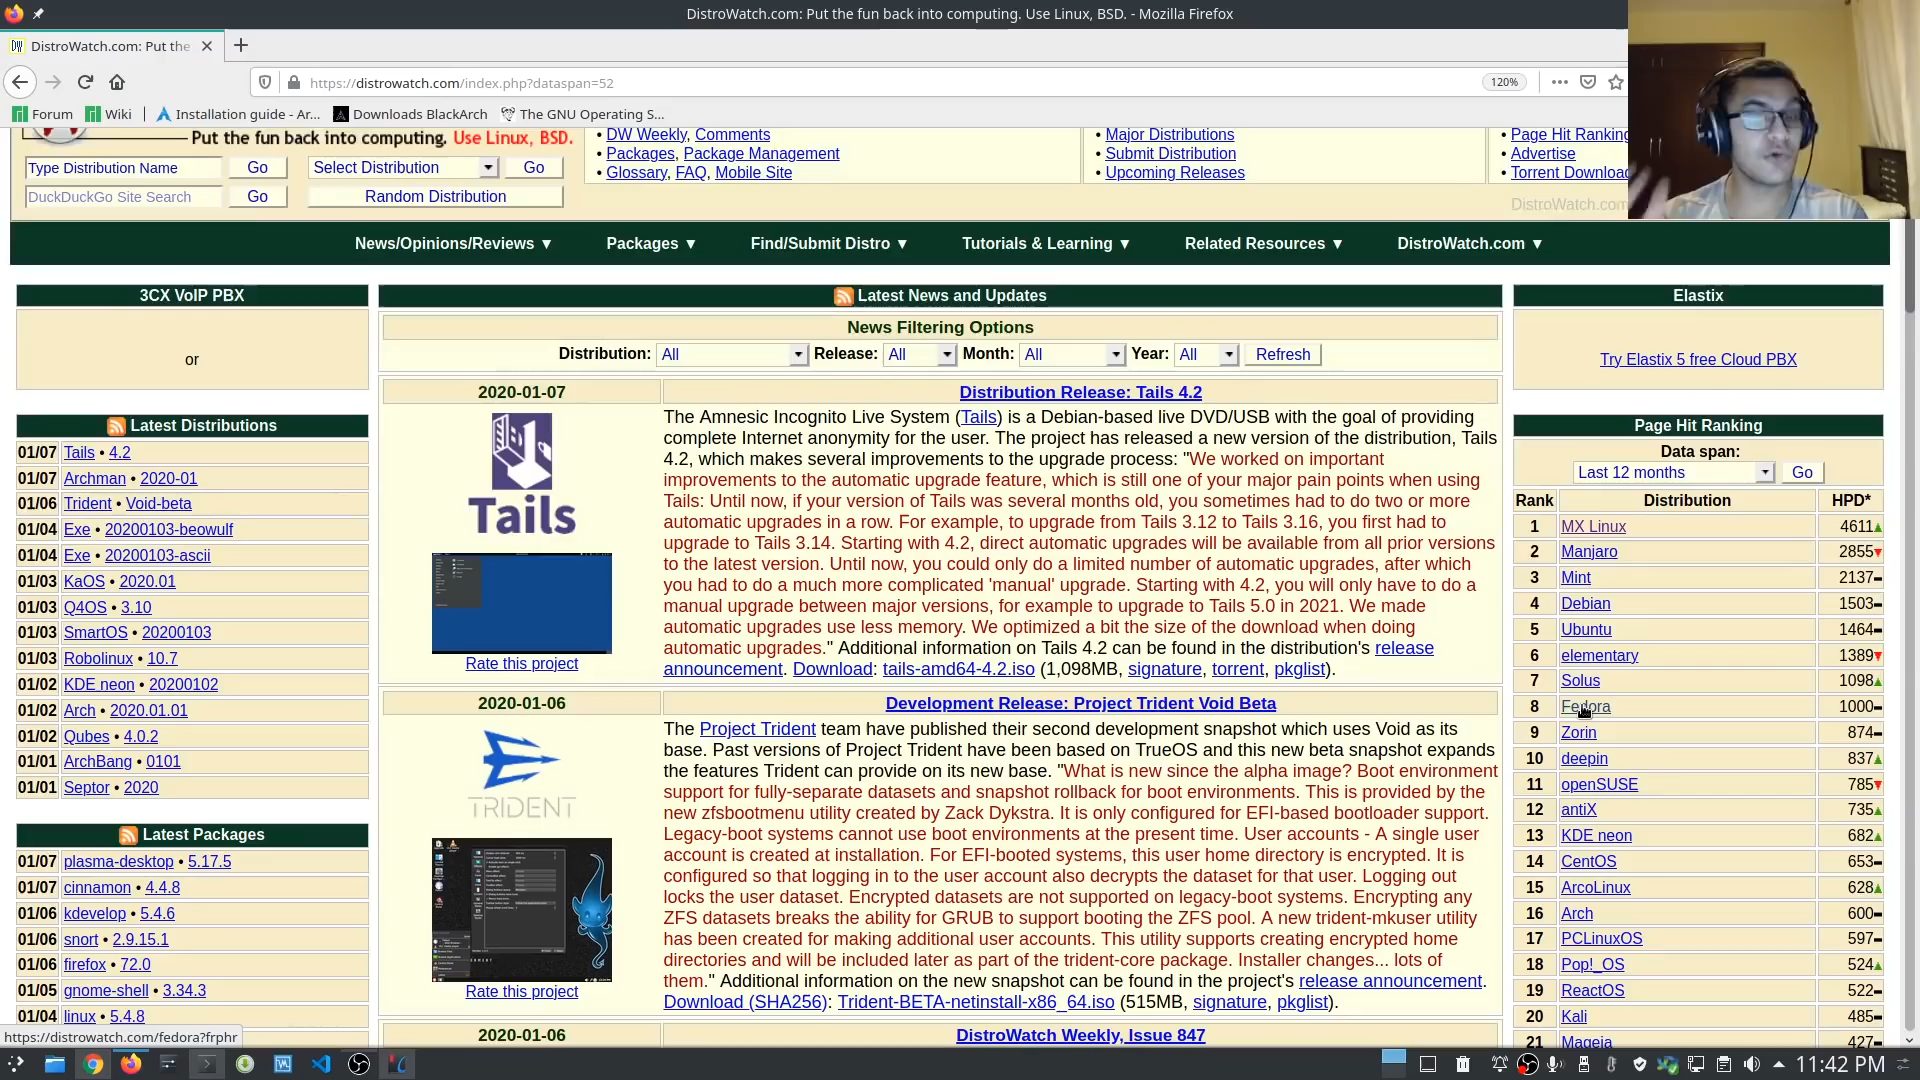 DistroWatch.com: Put the fun back into computing. Use Linux, BSD. - Mozilla Firefox
DistroWatch.com: Put the
https://distrowatch.com/index.php?dataspan=52
120%
Forum
Wiki
Installation guide - Ar...
Downloads BlackArch
The GNU Operating S...
Put the fun back into computing. Use Linux, BSD.
Type Distribution Name
Go
Select Distribution
Go
DuckDuckGo Site Search
Go
Random Distribution
• DW Weekly, Comments
• Packages, Package Management
• Glossary, FAQ, Mobile Site
• Major Distributions
• Submit Distribution
• Upcoming Releases
• Page Hit Ranking
• Advertise
• Torrent Download
DistroWatch.com
News/Opinions/Reviews ▼
Packages ▼
Find/Submit Distro ▼
Tutorials & Learning ▼
Related Resources ▼
DistroWatch.com ▼
3CX VoIP PBX
or
Latest Distributions
01/07 Tails • 4.2
01/07 Archman • 2020-01
01/06 Trident • Void-beta
01/04 Exe • 20200103-beowulf
01/04 Exe • 20200103-ascii
01/03 KaOS • 2020.01
01/03 Q4OS • 3.10
01/03 SmartOS • 20200103
01/03 Robolinux • 10.7
01/02 KDE neon • 20200102
01/02 Arch • 2020.01.01
01/02 Qubes • 4.0.2
01/01 ArchBang • 0101
01/01 Septor • 2020
Latest Packages
01/07 plasma-desktop • 5.17.5
01/07 cinnamon • 4.4.8
01/06 kdevelop • 5.4.6
01/06 snort • 2.9.15.1
01/06 firefox • 72.0
01/05 gnome-shell • 3.34.3
01/04 linux • 5.4.8
Latest News and Updates
News Filtering Options
Distribution: All Release: All Month: All Year: All Refresh
2020-01-07
Distribution Release: Tails 4.2
Tails
Rate this project
The Amnesic Incognito Live System (Tails) is a Debian-based live DVD/USB with the goal of providing
complete Internet anonymity for the user. The project has released a new version of the distribution, Tails
4.2, which makes several improvements to the upgrade process: "We worked on important
improvements to the automatic upgrade feature, which is still one of your major pain points when using
Tails: Until now, if your version of Tails was several months old, you sometimes had to do two or more
automatic upgrades in a row. For example, to upgrade from Tails 3.12 to Tails 3.16, you first had to
upgrade to Tails 3.14. Starting with 4.2, direct automatic upgrades will be available from all prior versions
to the latest version. Until now, you could only do a limited number of automatic upgrades, after which
you had to do a much more complicated 'manual' upgrade. Starting with 4.2, you will only have to do a
manual upgrade between major versions, for example to upgrade to Tails 5.0 in 2021. We made
automatic upgrades use less memory. We optimized a bit the size of the download when doing
automatic upgrades." Additional information on Tails 4.2 can be found in the distribution's release
announcement. Download: tails-amd64-4.2.iso (1,098MB, signature, torrent, pkglist).
2020-01-06
Development Release: Project Trident Void Beta
TRIDENT
Rate this project
The Project Trident team have published their second development snapshot which uses Void as its
base. Past versions of Project Trident have been based on TrueOS and this new beta snapshot expands
the features Trident can provide on its new base. "What is new since the alpha image? Boot environment
support for fully-separate datasets and snapshot rollback for boot environments. This is provided by the
new zfsbootmenu utility created by Zack Dykstra. It is only configured for EFI-based bootloader support.
Legacy-boot systems cannot use boot environments at the present time. User accounts - A single user
account is created at installation. For EFI-booted systems, this user home directory is encrypted. It is
configured so that logging in to the user account also decrypts the dataset for that user. Logging out
locks the user dataset. Encrypted datasets are not supported on legacy-boot systems. Encrypting any
ZFS datasets breaks the ability for GRUB to support booting the ZFS pool. A new trident-mkuser utility
has been created for making additional user accounts. This utility supports creating encrypted home
directories and will be included later as part of the trident-core package. Installer changes... lots of
them." Additional information on the new snapshot can be found in the project's release announcement.
Download (SHA256): Trident-BETA-netinstall-x86_64.iso (515MB, signature, pkglist).
2020-01-06
DistroWatch Weekly, Issue 847
Elastix
Try Elastix 5 free Cloud PBX
Page Hit Ranking
Data span:
Last 12 months
Go
Rank Distribution HPD*
1 MX Linux 4611
2 Manjaro 2855
3 Mint 2137
4 Debian 1503
5 Ubuntu 1464
6 elementary 1389
7 Solus 1098
8 Fedora 1000
9 Zorin 874
10 deepin 837
11 openSUSE 785
12 antiX 735
13 KDE neon 682
14 CentOS 653
15 ArcoLinux 628
16 Arch 600
17 PCLinuxOS 597
18 Pop!_OS 524
19 ReactOS 522
20 Kali 485
21 Mageia 427
https://distrowatch.com/fedora?frphr
11:42 PM